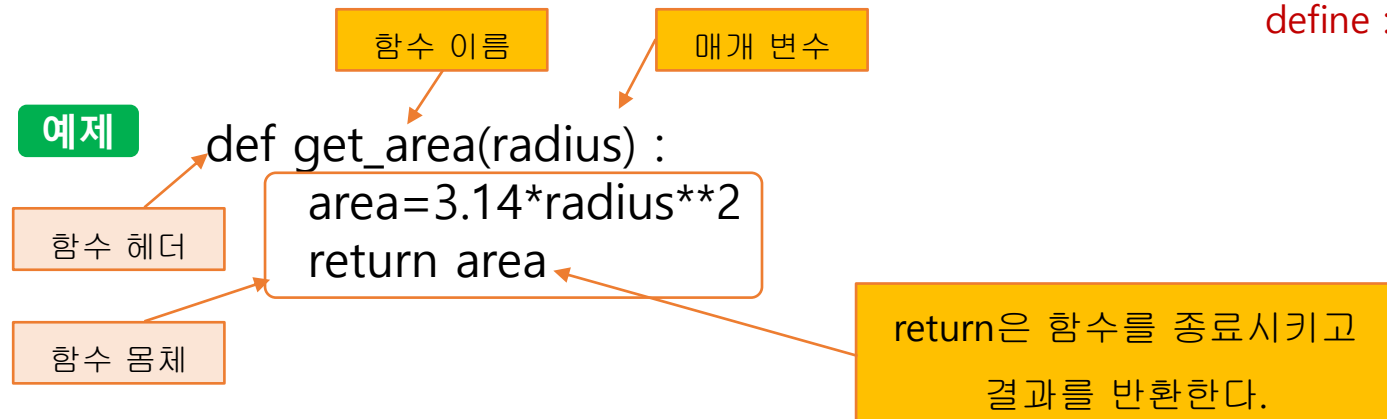 define :
함수 이름
매개 변수
예제
def get_area(radius) :
area=3.14*radius**2
return area
함수 헤더
함수 몸체
return은 함수를 종료시키고
결과를 반환한다.